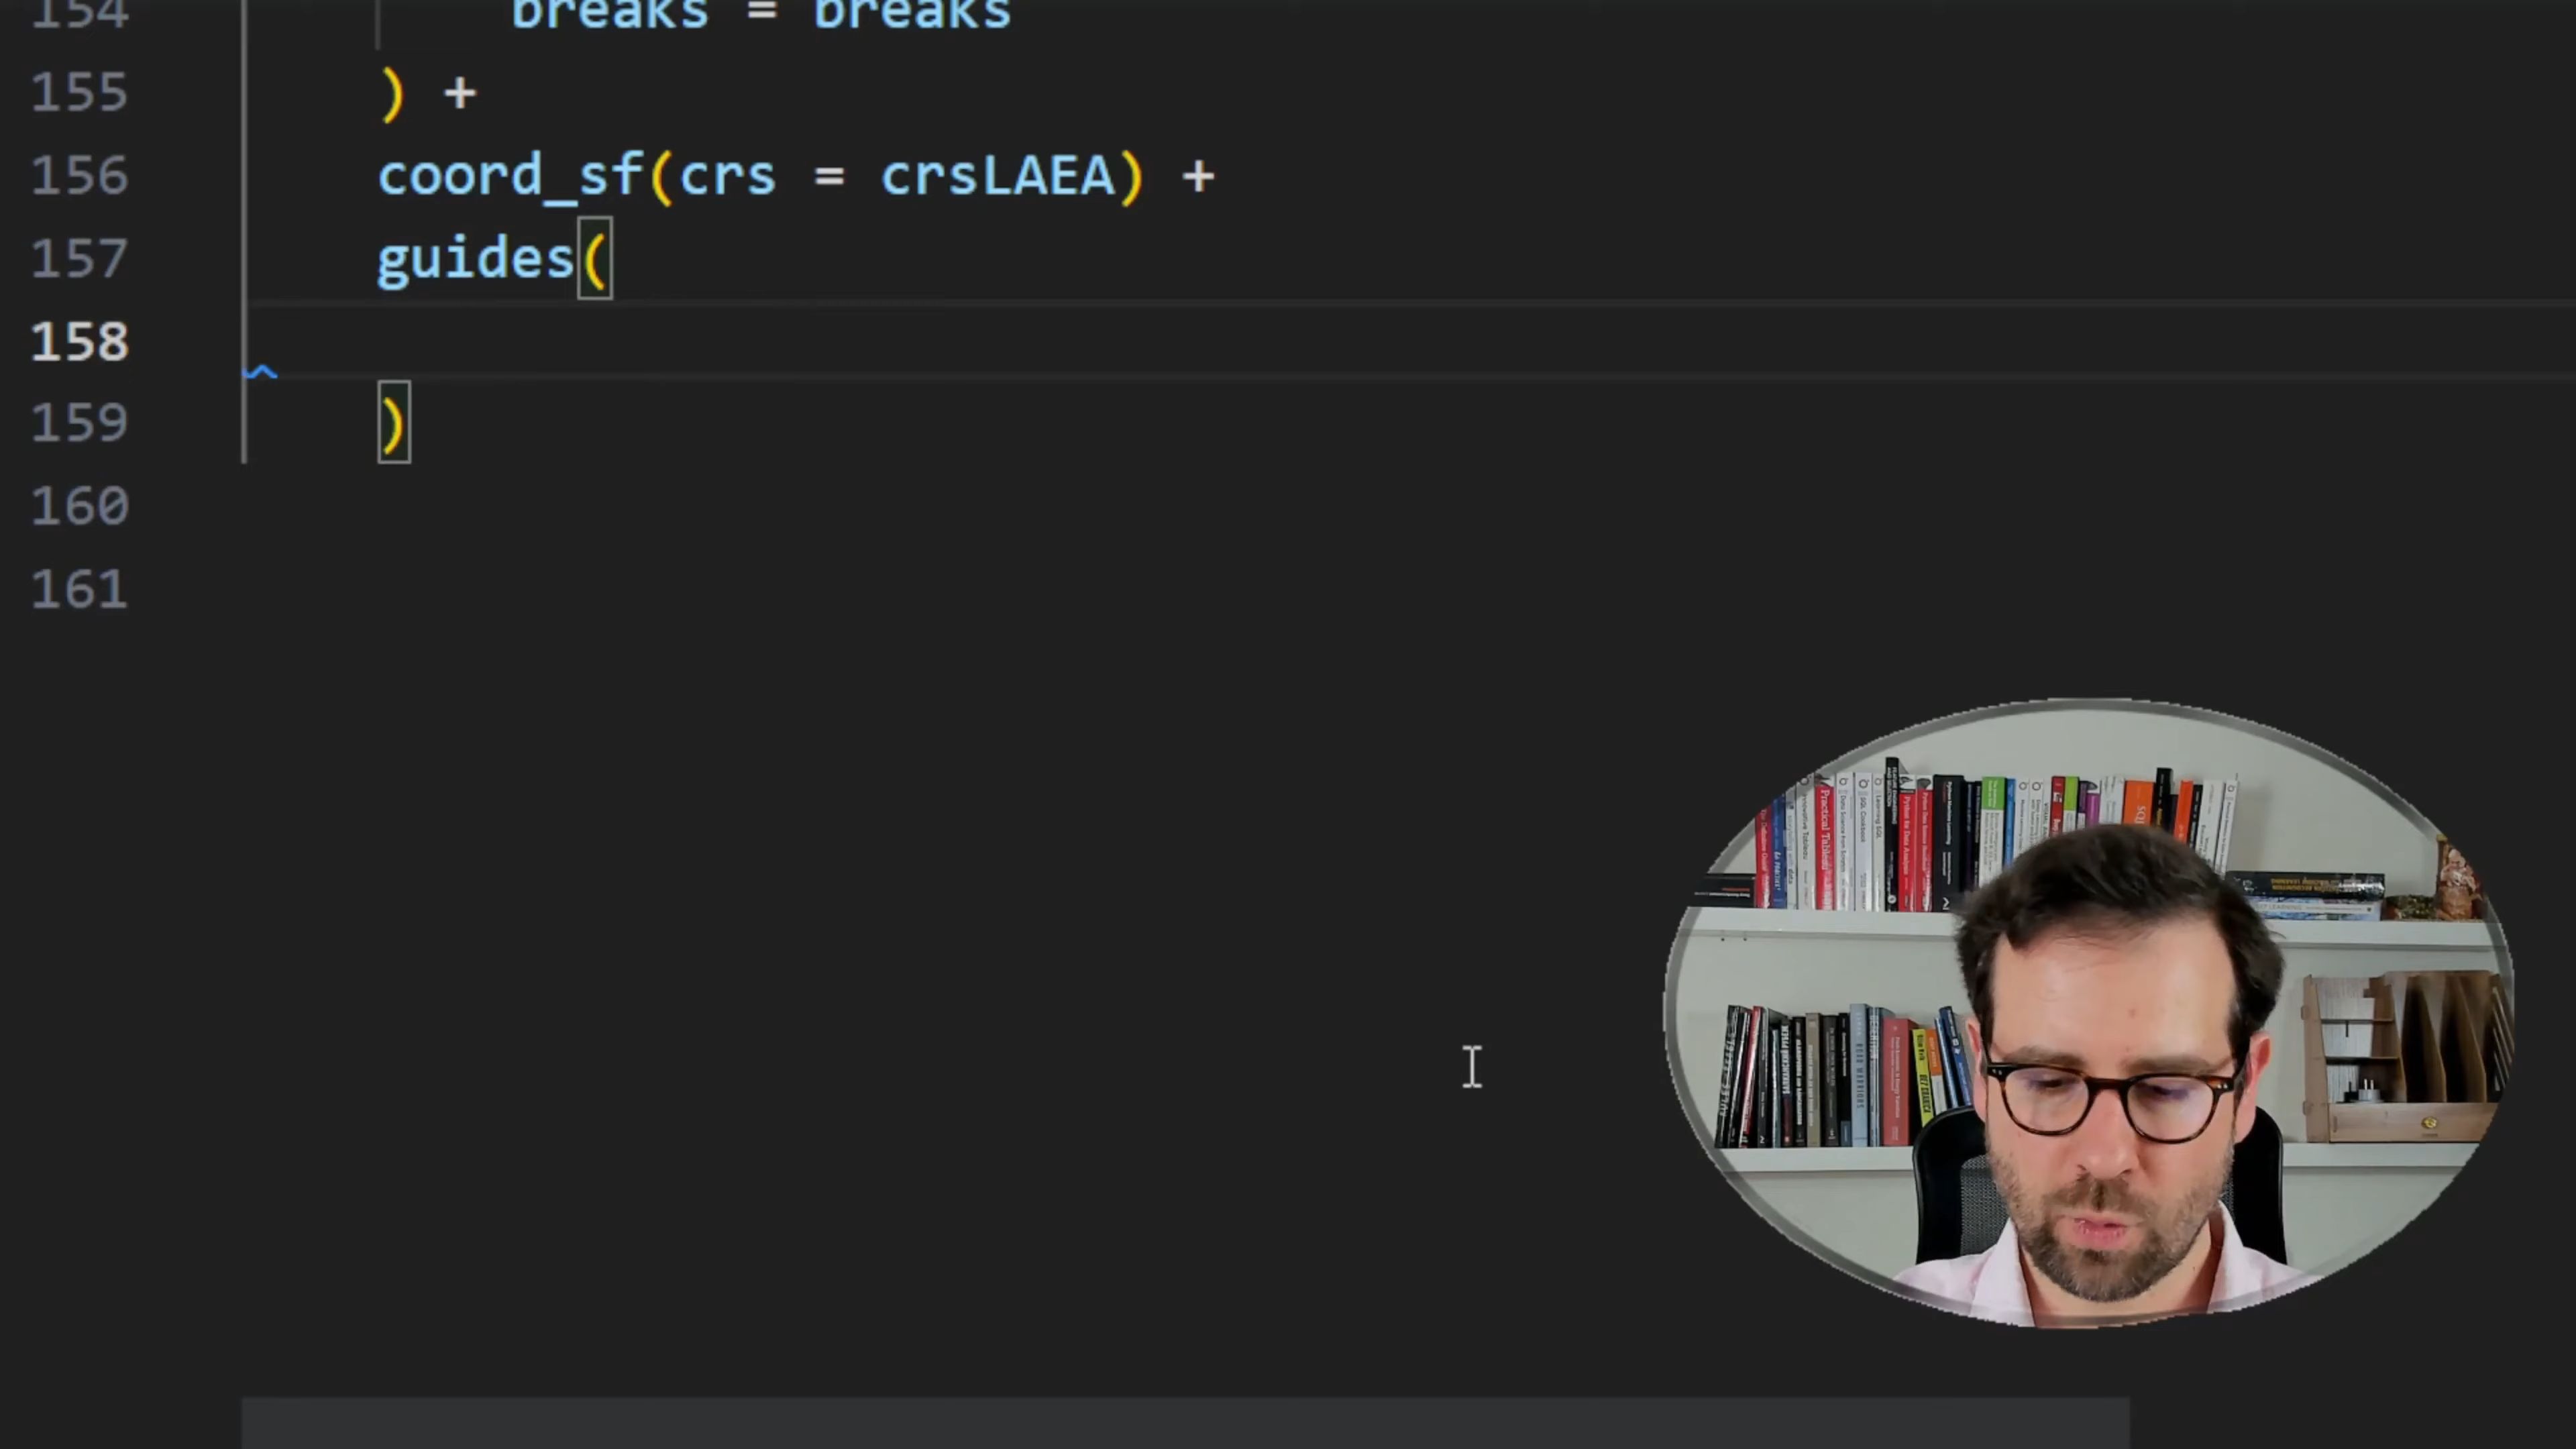 154 breaks = breaks
155 ) +
156 coord_sf(crs = crsLAEA) +
157 guides(
158
159 )
160
161